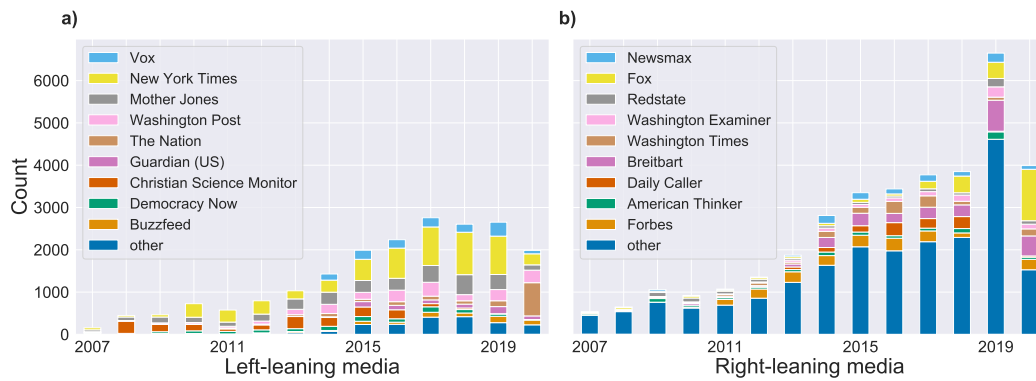 a)
Vox
New York Times
Mother Jones
Washington Post
The Nation
Guardian (US)
Christian Science Monitor
Democracy Now
Buzzfeed
other
Count
6000
5000
4000
3000
2000
1000
0
2007
2011
2015
2019
Left-leaning media
b)
Newsmax
Fox
Redstate
Washington Examiner
Washington Times
Breitbart
Daily Caller
American Thinker
Forbes
other
2007
2011
2015
2019
Right-leaning media